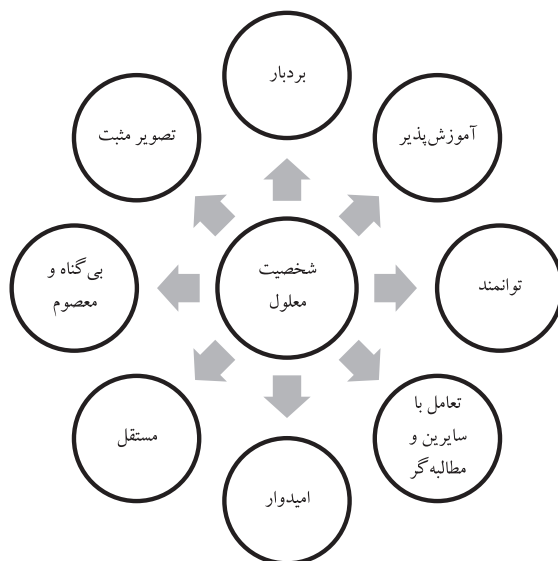 بردبار
آموزش‌پذیر
توانمند
تعامل با
سایرین و
مطالبه‌گر
امیدوار
مستقل
بی‌گناه و
معصوم
تصویر مثبت
شخصیت
معلول